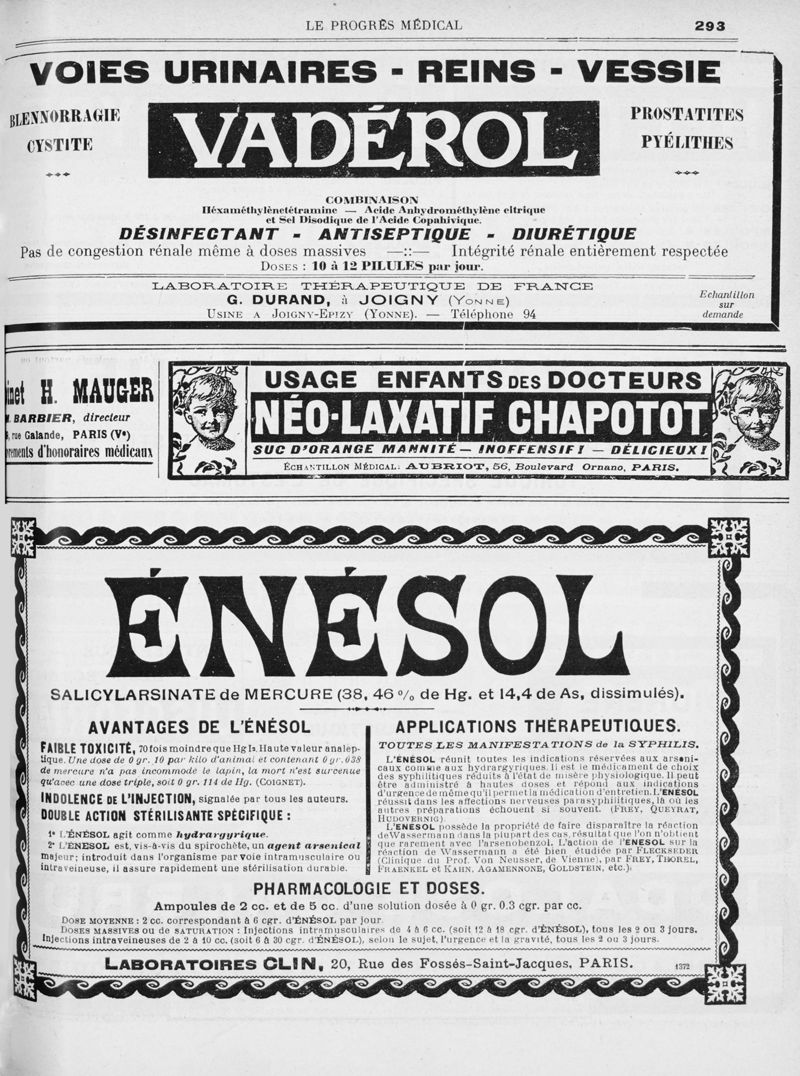 LE PROGRÈS MÉDICAL
293
VOIES URINAIRES - REINS - VESSIE
BLENNORRAGIE
CYSTITE
VADÉROL
PROSTATITES
PYÉLITHES
COMBINAISON
Héxaméthylènetétramine — Acide Anhydrométhylène citrique
et Sel Disodique de l'Acide Copahivique.
DÉSINFECTANT - ANTISEPTIQUE - DIURÉTIQUE
Pas de congestion rénale même à doses massives —::— Intégrité rénale entièrement respectée
DOSES : 10 à 12 PILULES par jour.
LABORATOIRE THÉRAPEUTIQUE DE FRANCE
G. DURAND, à JOIGNY (YONNE)
USINE A JOIGNY-EPIZY (YONNE). — Téléphone 94
Echantillon
sur
demande
inet H. MAUGER
BARBIER, directeur
rue Galande, PARIS (Vᵉ)
rements d'honoraires médicaux
USAGE ENFANTS DES DOCTEURS
NÉO-LAXATIF CHAPOTOT
SUC D'ORANGE MANNITÉ — INOFFENSIF! — DÉLICIEUX!
ÉCHANTILLON MÉDICAL: AUBRIOT, 56, Boulevard Ornano, PARIS.
ÉNÉSOL
SALICYLARSINATE de MERCURE (38, 46 % de Hg. et 14,4 de As, dissimulés).
AVANTAGES DE L'ÉNÉSOL
FAIBLE TOXICITÉ, 70 fois moindre que Hg I₂. Haute valeur analep-
tique. Une dose de 0 gr. 10 par kilo d'animal et contenant 0 gr. 038
de mercure n'a pas incommodé le lapin, la mort n'est survenue
qu'avec une dose triple, soit 0 gr. 114 de Hg. (COIGNET).
INDOLENCE DE L'INJECTION, signalée par tous les auteurs.
DOUBLE ACTION STÉRILISANTE SPÉCIFIQUE :
1º L'ÉNÉSOL agit comme hydrargyrique.
2º L'ÉNÉSOL est, vis-à-vis du spirochète, un agent arsenical
majeur; introduit dans l'organisme par voie intramusculaire ou
intraveineuse, il assure rapidement une stérilisation durable.
APPLICATIONS THÉRAPEUTIQUES.
TOUTES LES MANIFESTATIONS de la SYPHILIS.
L'ÉNÉSOL réunit toutes les indications réservées aux arseni-
caux comme aux hydrargyriques. Il est le médicament de choix
des syphilitiques réduits à l'état de misère physiologique. Il peut
être administré à hautes doses et répond aux indications
d'urgence de même qu'il permet la médication d'entretien. L'ÉNÉSOL
réussit dans les affections nerveuses parasyphilitiques, là où les
autres préparations échouent si souvent. (FREY, QUEYRAT,
HUDOVERNIG).
L'ÉNÉSOL possède la propriété de faire disparaître la réaction
de Wassermann dans la plupart des cas, résultat que l'on n'obtient
que rarement avec l'arsenobenzol. L'action de l'ENESOL sur la
réaction de Wassermann a été bien étudiée par FLECKSEDER
(Clinique du Prof. Von Neusser, de Vienne), par FREY, THOREL,
FRAENKEL et KAHN, AGAMENNONE, GOLDSTEIN, etc.).
PHARMACOLOGIE ET DOSES.
Ampoules de 2 cc. et de 5 cc. d'une solution dosée à 0 gr. 0.3 cgr. par cc.
DOSE MOYENNE : 2 cc. correspondant à 6 cgr. d'ÉNÉSOL par jour.
DOSES MASSIVES ou de SATURATION : Injections intramusculaires de 4 à 6 cc. (soit 12 à 18 cgr. d'ÉNÉSOL), tous les 2 ou 3 jours.
Injections intraveineuses de 2 à 10 cc. (soit 6 à 30 cgr. d'ÉNÉSOL), selon le sujet, l'urgence et la gravité, tous les 2 ou 3 jours.
LABORATOIRES CLIN, 20, Rue des Fossés-Saint-Jacques, PARIS.
1372